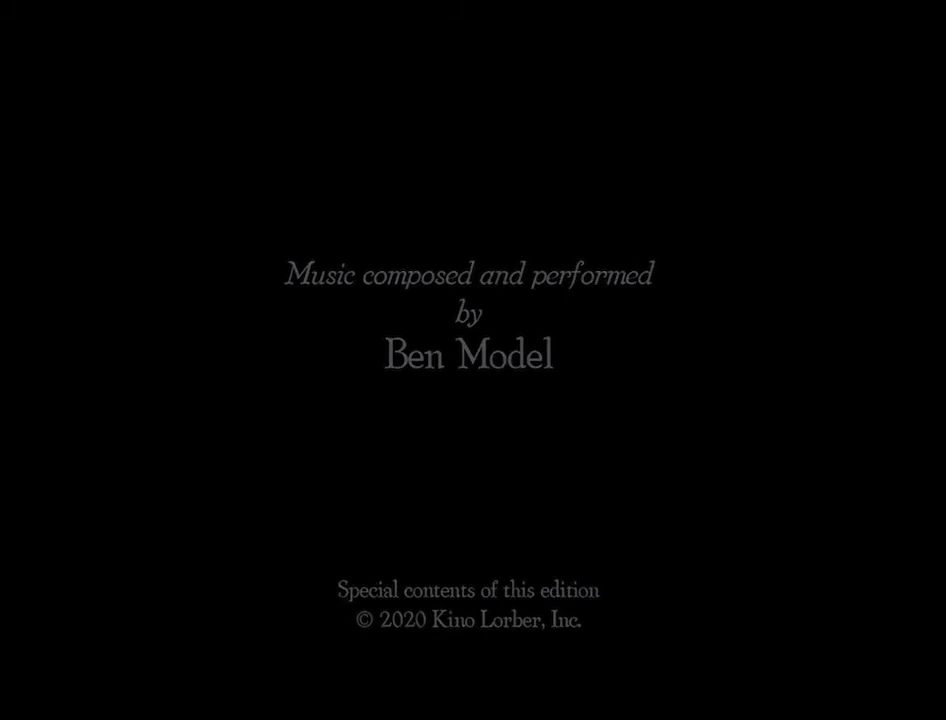 Music composed and performed
by
Ben Model
Special contents of this edition
© 2020 Kino Lorber, Inc.